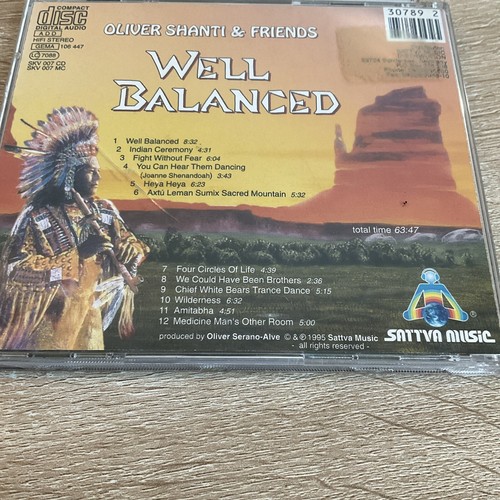 COMPACT
disc
DIGITAL AUDIO
ADD
HIFI STEREO
GEMA 106 447
LC 7088
SKV 007 CD
SKV 007 MC
OLIVER SHANTI & FRIENDS
30789 2
WELL
BALANCED
1 Well Balanced 8:32
2 Indian Ceremony 4:31
3 Fight Without Fear 6:04
4 You Can Hear Them Dancing
(Joanne Shenandoah) 3:43
5 Heya Heya 6:23
6 Axtú Leman Sumix Sacred Mountain 5:32
total time 63:47
7 Four Circles Of Life 4:39
8 We Could Have Been Brothers 2:36
9 Chief White Bears Trance Dance 5:15
10 Wilderness 6:32
11 Amitabha 4:51
12 Medicine Man's Other Room 5:00
SATTVA MUSIC
produced by Oliver Serano-Alve © & ℗ 1995 Sattva Music
- all rights reserved -